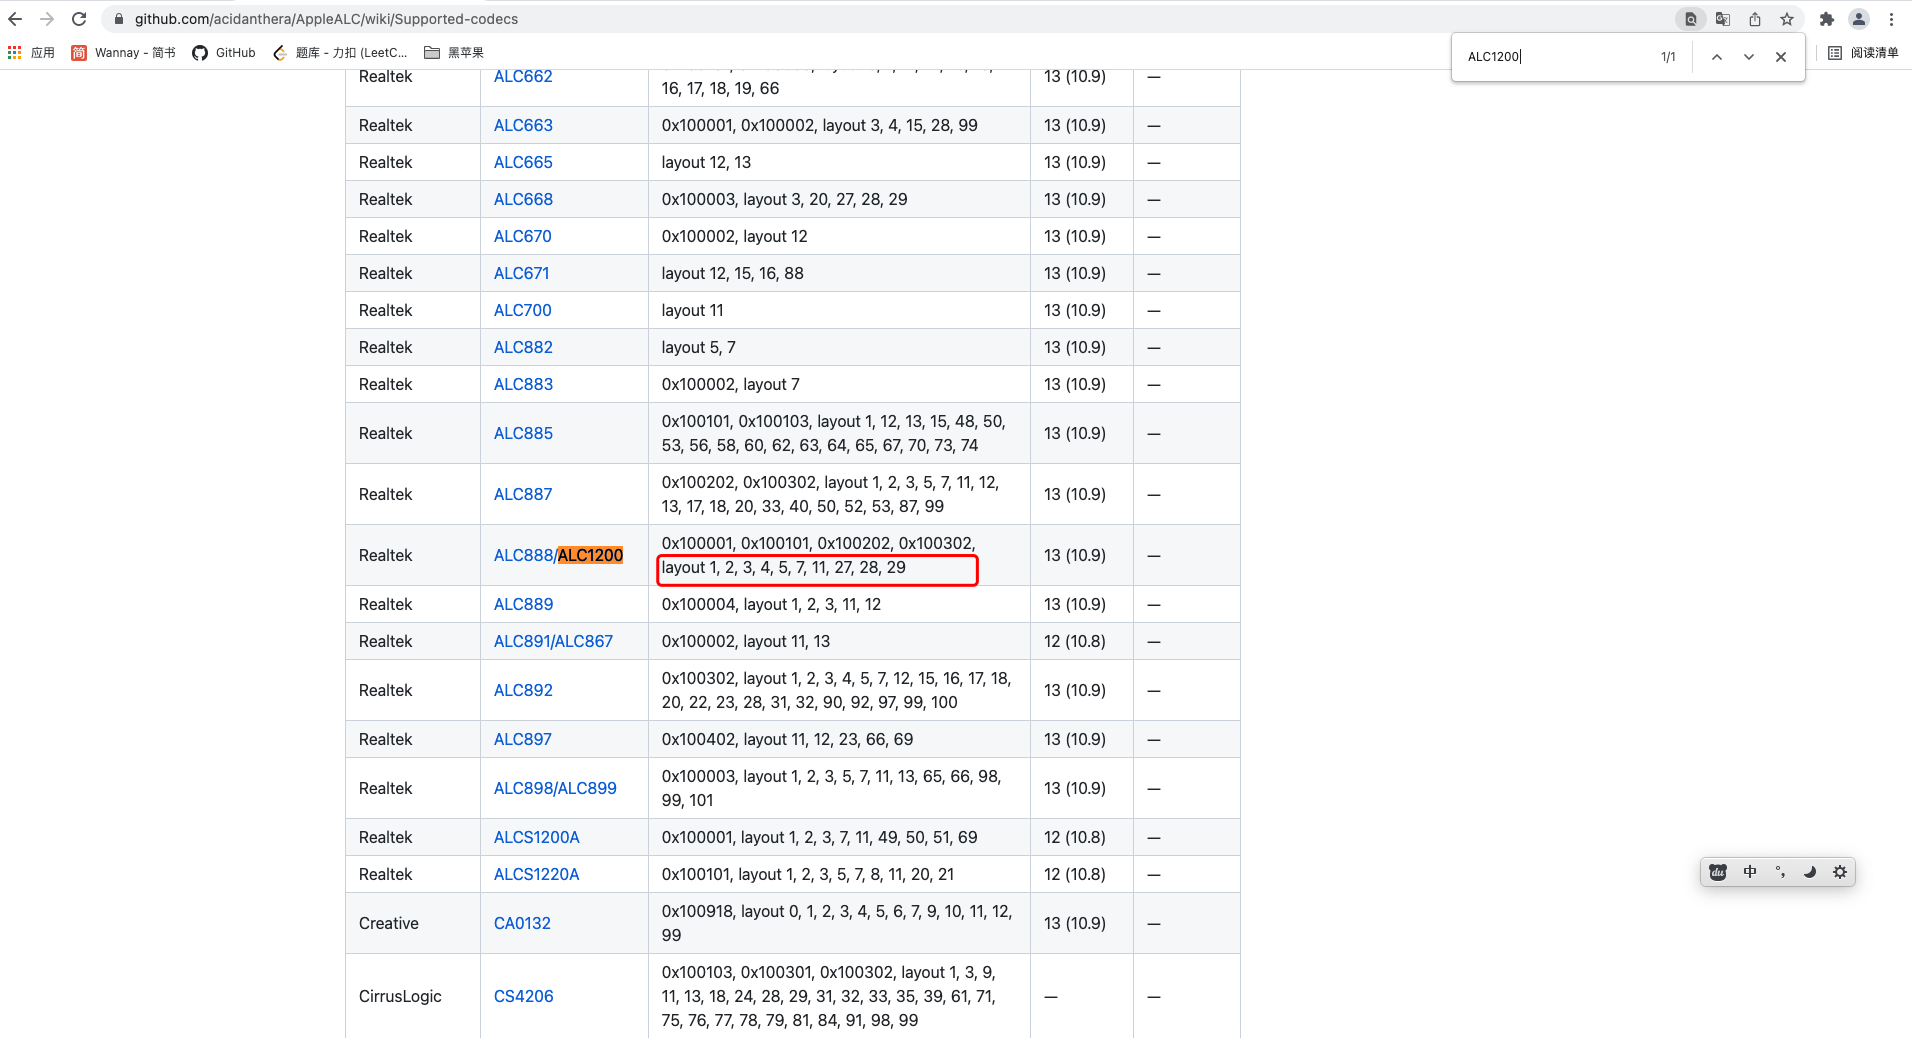 github.com/acidanthera/AppleALC/wiki/Supported-codecs
应用 简 Wannay - 简书 GitHub 题库 - 力扣 (LeetC... 黑苹果
ALC1200 1/1
阅读清单
Realtek ALC662 13 (10.9) —
16, 17, 18, 19, 66
Realtek ALC663 0x100001, 0x100002, layout 3, 4, 15, 28, 99 13 (10.9) —
Realtek ALC665 layout 12, 13 13 (10.9) —
Realtek ALC668 0x100003, layout 3, 20, 27, 28, 29 13 (10.9) —
Realtek ALC670 0x100002, layout 12 13 (10.9) —
Realtek ALC671 layout 12, 15, 16, 88 13 (10.9) —
Realtek ALC700 layout 11 13 (10.9) —
Realtek ALC882 layout 5, 7 13 (10.9) —
Realtek ALC883 0x100002, layout 7 13 (10.9) —
Realtek ALC885 0x100101, 0x100103, layout 1, 12, 13, 15, 48, 50,
53, 56, 58, 60, 62, 63, 64, 65, 67, 70, 73, 74 13 (10.9) —
Realtek ALC887 0x100202, 0x100302, layout 1, 2, 3, 5, 7, 11, 12,
13, 17, 18, 20, 33, 40, 50, 52, 53, 87, 99 13 (10.9) —
Realtek ALC888/ALC1200 0x100001, 0x100101, 0x100202, 0x100302,
layout 1, 2, 3, 4, 5, 7, 11, 27, 28, 29 13 (10.9) —
Realtek ALC889 0x100004, layout 1, 2, 3, 11, 12 13 (10.9) —
Realtek ALC891/ALC867 0x100002, layout 11, 13 12 (10.8) —
Realtek ALC892 0x100302, layout 1, 2, 3, 4, 5, 7, 12, 15, 16, 17, 18,
20, 22, 23, 28, 31, 32, 90, 92, 97, 99, 100 13 (10.9) —
Realtek ALC897 0x100402, layout 11, 12, 23, 66, 69 13 (10.9) —
Realtek ALC898/ALC899 0x100003, layout 1, 2, 3, 5, 7, 11, 13, 65, 66, 98,
99, 101 13 (10.9) —
Realtek ALCS1200A 0x100001, layout 1, 2, 3, 7, 11, 49, 50, 51, 69 12 (10.8) —
Realtek ALCS1220A 0x100101, layout 1, 2, 3, 5, 7, 8, 11, 20, 21 12 (10.8) —
du 中 °,
Creative CA0132 0x100918, layout 0, 1, 2, 3, 4, 5, 6, 7, 9, 10, 11, 12,
99 13 (10.9) —
CirrusLogic CS4206 0x100103, 0x100301, 0x100302, layout 1, 3, 9,
11, 13, 18, 24, 28, 29, 31, 32, 33, 35, 39, 61, 71,
75, 76, 77, 78, 79, 81, 84, 91, 98, 99 — —